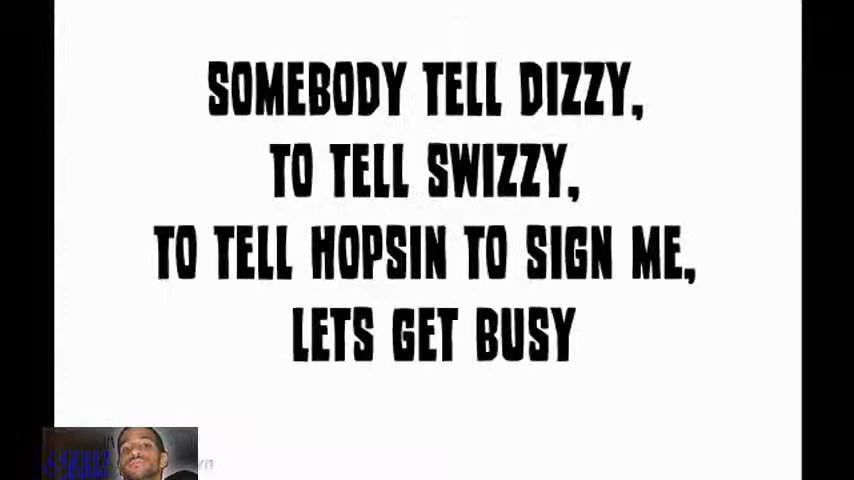 SOMEBODY TELL DIZZY,
TO TELL SWIZZY,
TO TELL HOPSIN TO SIGN ME,
LETS GET BUSY